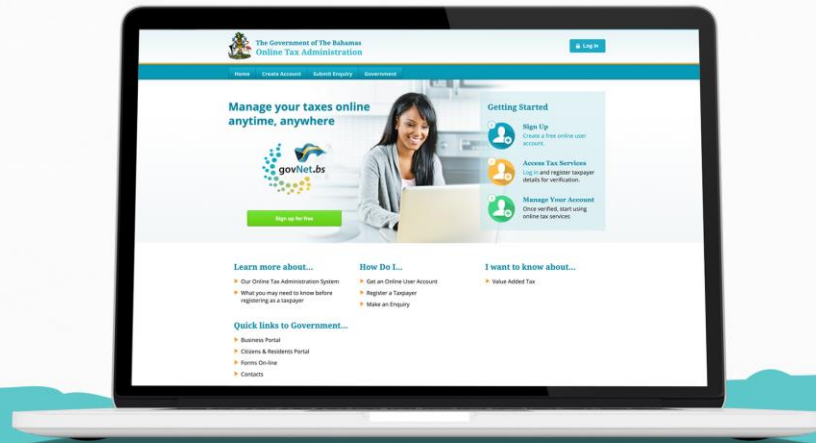 The Government of The Bahamas
Online Tax Administration
Log in
Home Create Account Submit Enquiry Government
Manage your taxes online
anytime, anywhere
govNet.bs
Sign up for free
Getting Started
Sign Up
Create a free online user
account.
Access Tax Services
Log in and register taxpayer
details for verification.
Manage Your Account
Once verified, start using
online tax services
Learn more about...
Our Online Tax Administration System
What you may need to know before
registering as a taxpayer
How Do I...
Get an Online User Account
Register a Taxpayer
Make an Enquiry
I want to know about...
Value Added Tax
Quick links to Government...
Business Portal
Citizens & Residents Portal
Forms On-line
Contacts